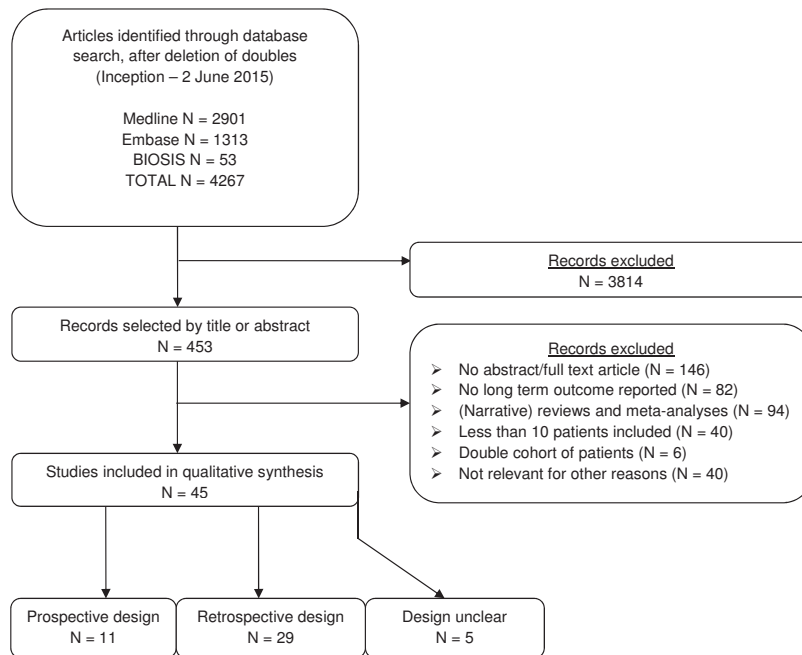 Articles identified through database
search, after deletion of doubles
(Inception – 2 June 2015)
Medline N = 2901
Embase N = 1313
BIOSIS N = 53
TOTAL N = 4267
Records excluded
N = 3814
Records selected by title or abstract
N = 453
Records excluded
➢ No abstract/full text article (N = 146)
➢ No long term outcome reported (N = 82)
➢ (Narrative) reviews and meta-analyses (N = 94)
➢ Less than 10 patients included (N = 40)
➢ Double cohort of patients (N = 6)
➢ Not relevant for other reasons (N = 40)
Studies included in qualitative synthesis
N = 45
Prospective design
N = 11
Retrospective design
N = 29
Design unclear
N = 5